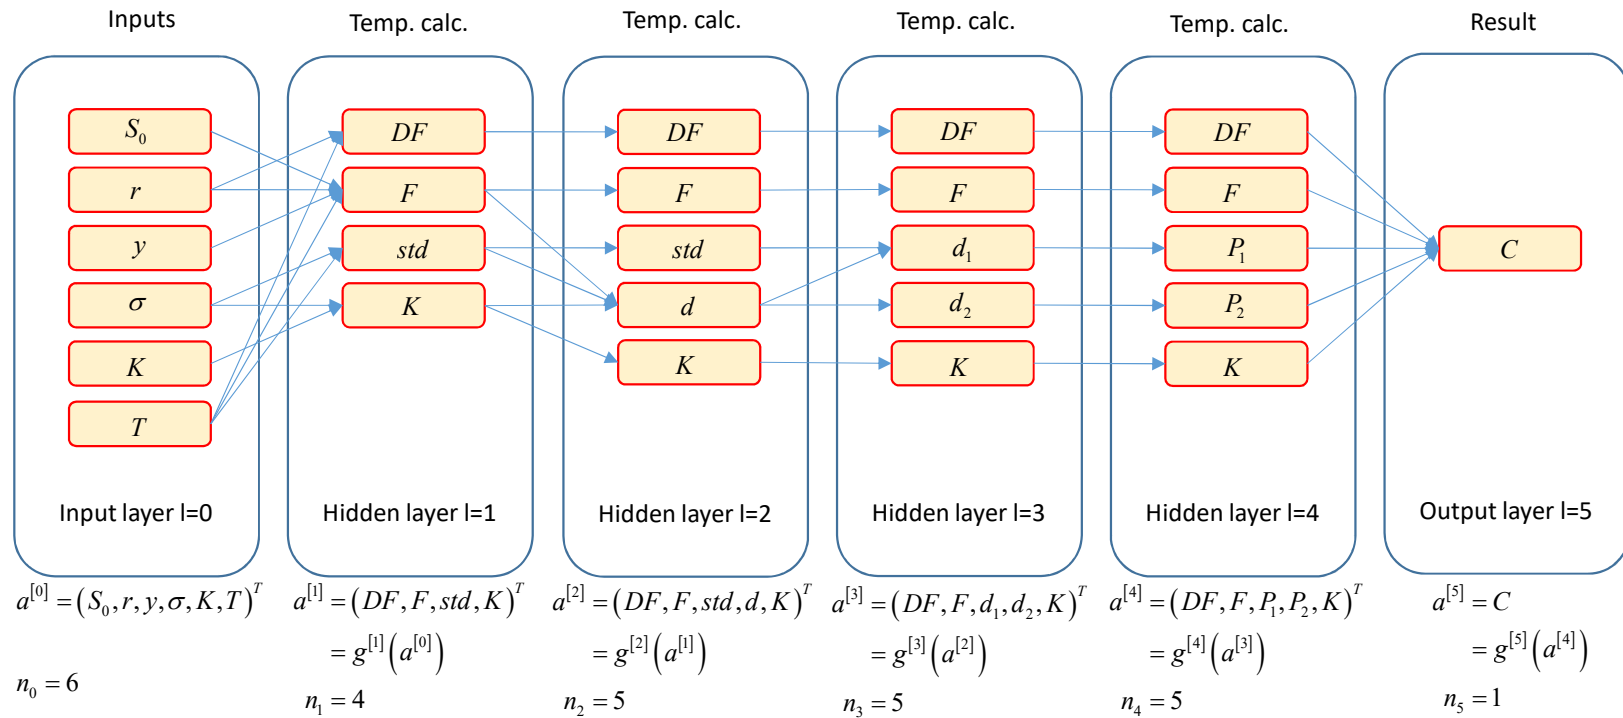 Inputs
Temp. calc.
Temp. calc.
Temp. calc.
Temp. calc.
Result
S₀
r
y
σ
K
T
Input layer l=0
DF
F
std
K
Hidden layer l=1
DF
F
std
d
K
Hidden layer l=2
DF
F
d₁
d₂
K
Hidden layer l=3
DF
F
P₁
P₂
K
Hidden layer l=4
C
Output layer l=5
a^[0] = (S₀, r, y, σ, K, T)^T
n₀ = 6
a^[1] = (DF, F, std, K)^T
= g^[1](a^[0])
n₁ = 4
a^[2] = (DF, F, std, d, K)^T
= g^[2](a^[1])
n₂ = 5
a^[3] = (DF, F, d₁, d₂, K)^T
= g^[3](a^[2])
n₃ = 5
a^[4] = (DF, F, P₁, P₂, K)^T
= g^[4](a^[3])
n₄ = 5
a^[5] = C
= g^[5](a^[4])
n₅ = 1